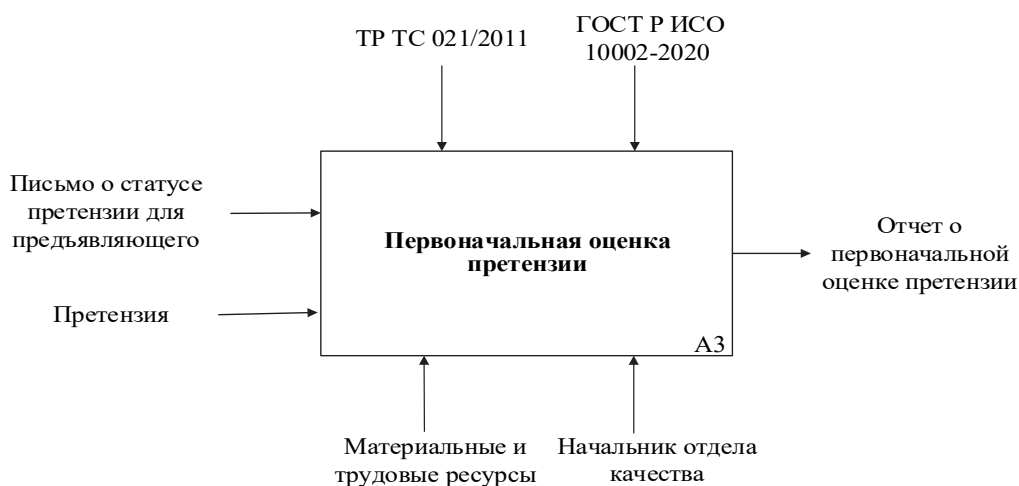 ТР ТС 021/2011
ГОСТ Р ИСО
10002-2020
Письмо о статусе
претензии для
предъявляющего
Претензия
Первоначальная оценка
претензии
А3
Отчет о
первоначальной
оценке претензии
Материальные и
трудовые ресурсы
Начальник отдела
качества